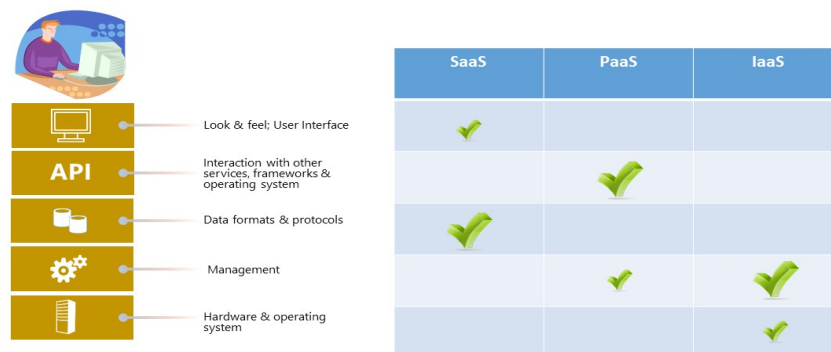 SaaS PaaS IaaS
Look & feel; User Interface
API
Interaction with other
services, frameworks &
operating system
Data formats & protocols
Management
Hardware & operating
system